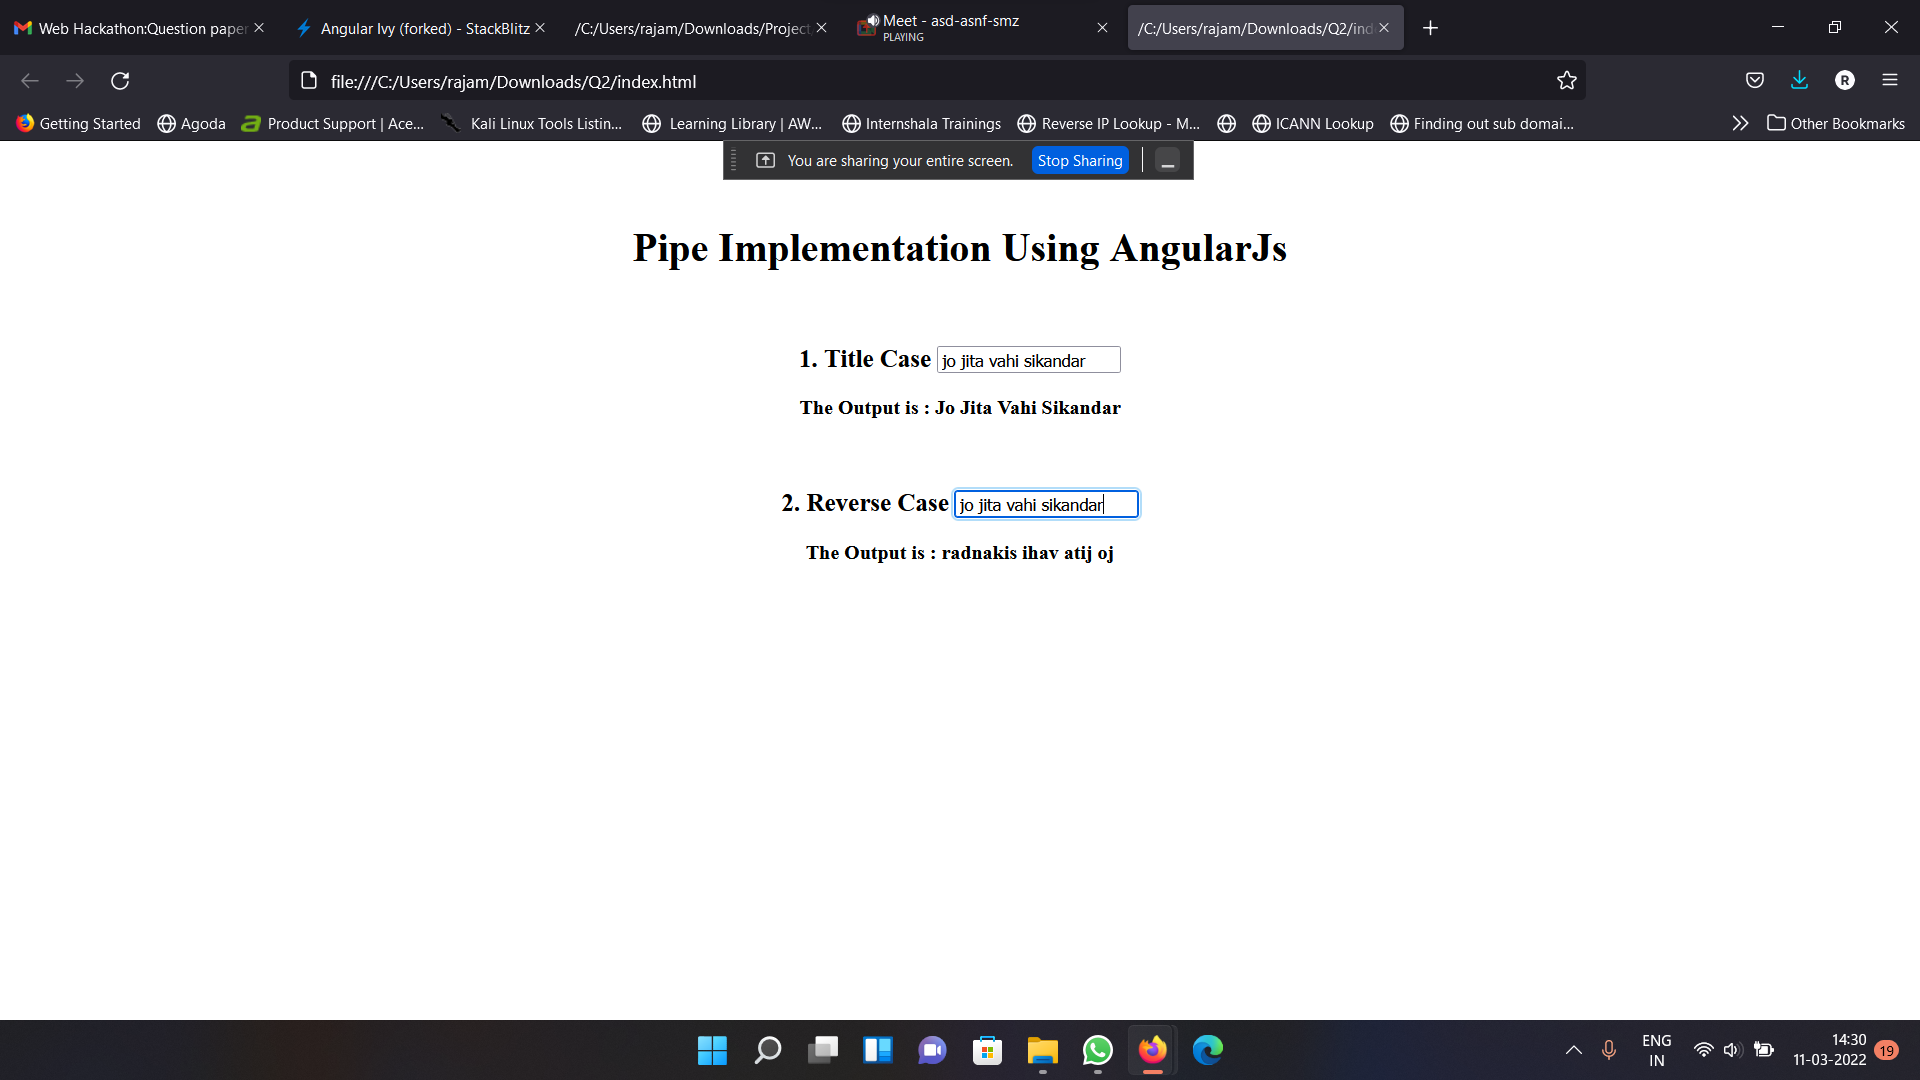 Web Hackathon:Question paper
Angular Ivy (forked) - StackBlitz
/C:/Users/rajam/Downloads/Project
Meet - asd-asnf-smz
PLAYING
/C:/Users/rajam/Downloads/Q2/ind
file:///C:/Users/rajam/Downloads/Q2/index.html
R
Getting Started
Agoda
Product Support | Ace...
Kali Linux Tools Listin...
Learning Library | AW...
Internshala Trainings
Reverse IP Lookup - M...
ICANN Lookup
Finding out sub domai...
Other Bookmarks
You are sharing your entire screen.
Stop Sharing
Pipe Implementation Using AngularJs
1. Title Case jo jita vahi sikandar
The Output is : Jo Jita Vahi Sikandar
2. Reverse Case jo jita vahi sikandar
The Output is : radnakis ihav atij oj
ENG
IN
14:30
11-03-2022
19